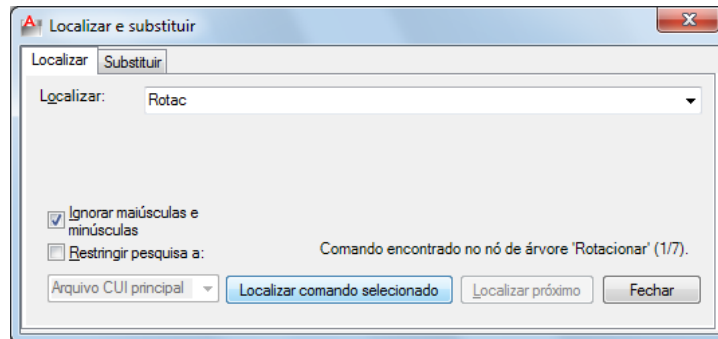 Localizar e substituir
Localizar Substituir
Localizar: Rotac
Ignorar maiúsculas e
minúsculas
Restringir pesquisa a: Comando encontrado no nó de árvore 'Rotacionar' (1/7).
Arquivo CUI principal Localizar comando selecionado Localizar próximo Fechar